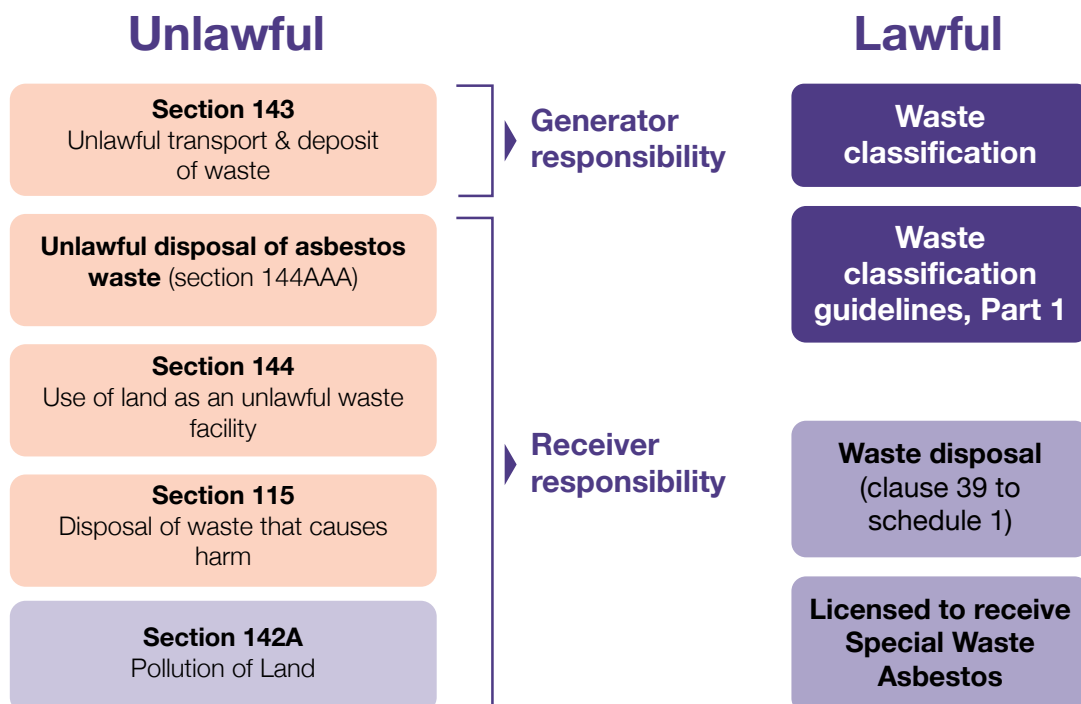 Unlawful
Section 143
Unlawful transport & deposit
of waste
Unlawful disposal of asbestos
waste (section 144AAA)
Section 144
Use of land as an unlawful waste
facility
Section 115
Disposal of waste that causes
harm
Section 142A
Pollution of Land
Generator
responsibility
Receiver
responsibility
Lawful
Waste
classification
Waste
classification
guidelines, Part 1
Waste disposal
(clause 39 to
schedule 1)
Licensed to receive
Special Waste
Asbestos